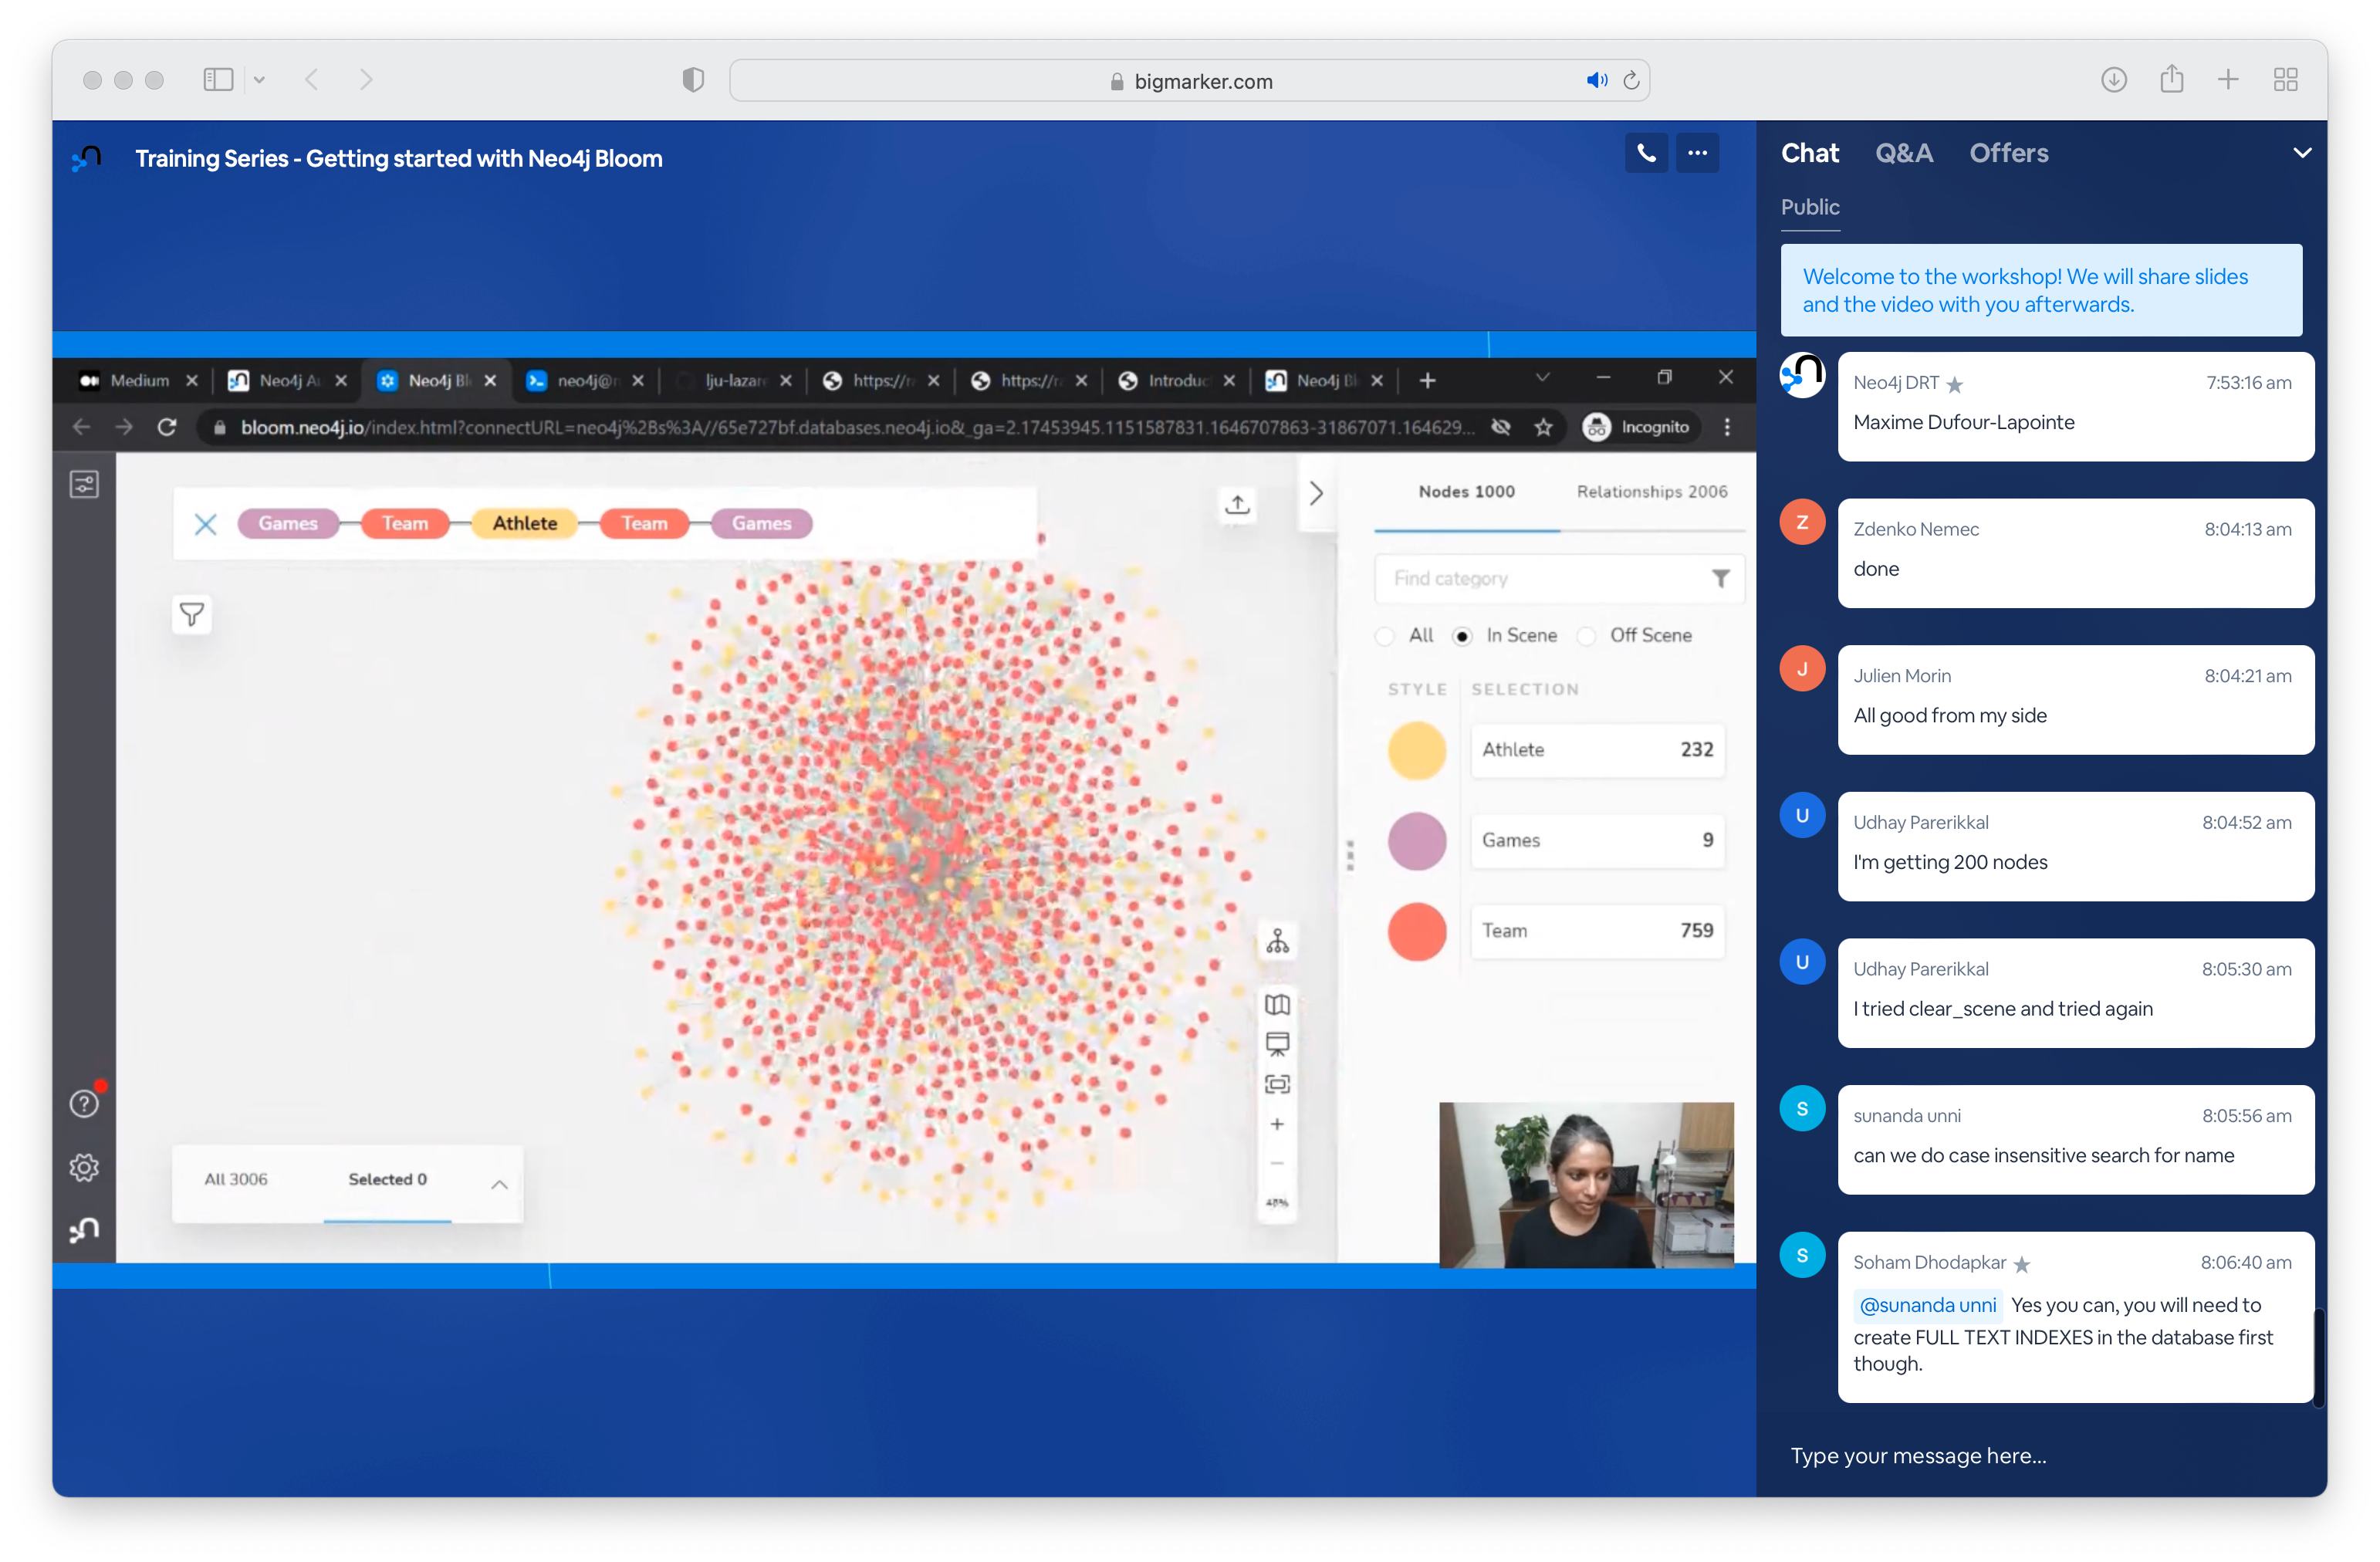 bigmarker.com
Training Series - Getting started with Neo4j Bloom
Medium
Neo4j
Neo4j
neo4j@
lju-lazar
https://
https://
Introduc
Neo4j
bloom.neo4j.io/index.html?connectURL=neo4j%2Bs%3A//65e727bf.databases.neo4j.io&_ga=2.17453945.1151587831.1646707863-31867071.164629...
Incognito
Games
Team
Athlete
Team
Games
Nodes 1000
Relationships 2006
Find category
All
In Scene
Off Scene
STYLE
SELECTION
Athlete 232
Games 9
Team 759
All 3006
Selected 0
Chat
Q&A
Offers
Public
Welcome to the workshop! We will share slides
and the video with you afterwards.
Neo4j DRT 7:53:16 am
Maxime Dufour-Lapointe
Z
Zdenko Nemec 8:04:13 am
done
J
Julien Morin 8:04:21 am
All good from my side
U
Udhay Parerikkal 8:04:52 am
I'm getting 200 nodes
U
Udhay Parerikkal 8:05:30 am
I tried clear_scene and tried again
S
sunanda unni 8:05:56 am
can we do case insensitive search for name
S
Soham Dhodapkar 8:06:40 am
@sunanda unni Yes you can, you will need to
create FULL TEXT INDEXES in the database first
though.
Type your message here...